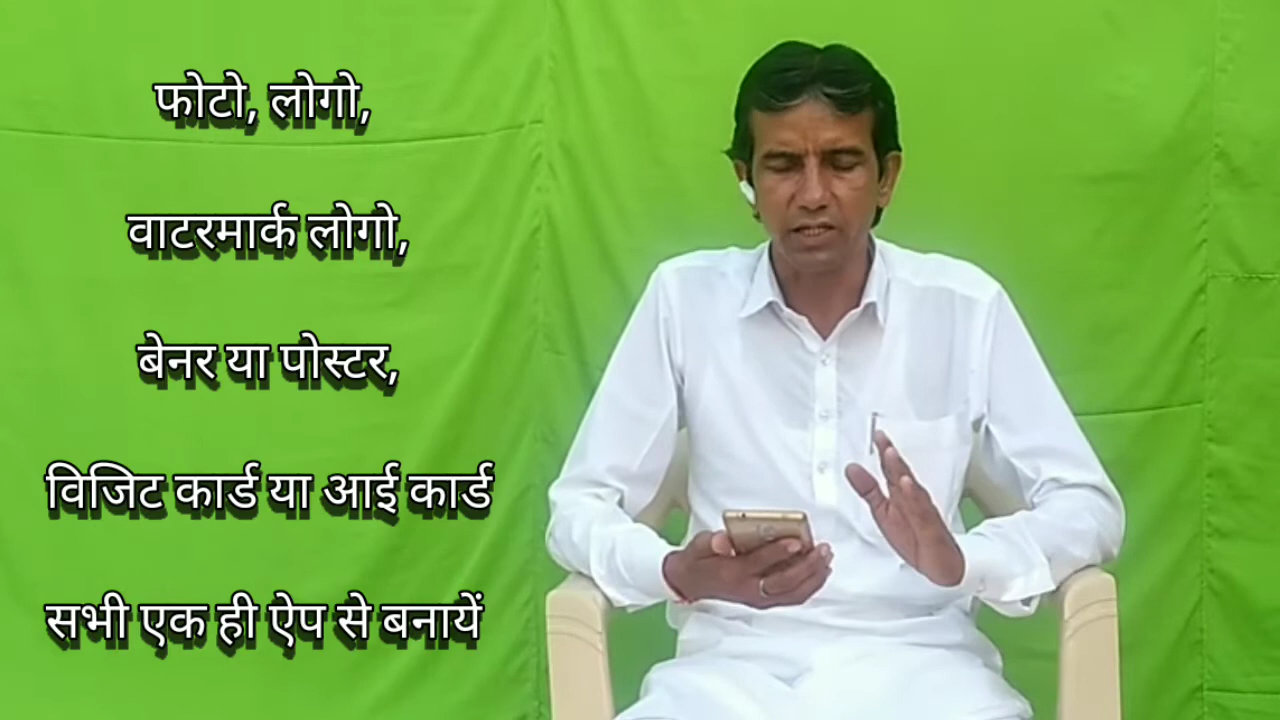 फोटो, लोगो,
वाटरमार्क लोगो,
बेनर या पोस्टर,
विजिट कार्ड या आई कार्ड
सभी एक ही ऐप से बनायें